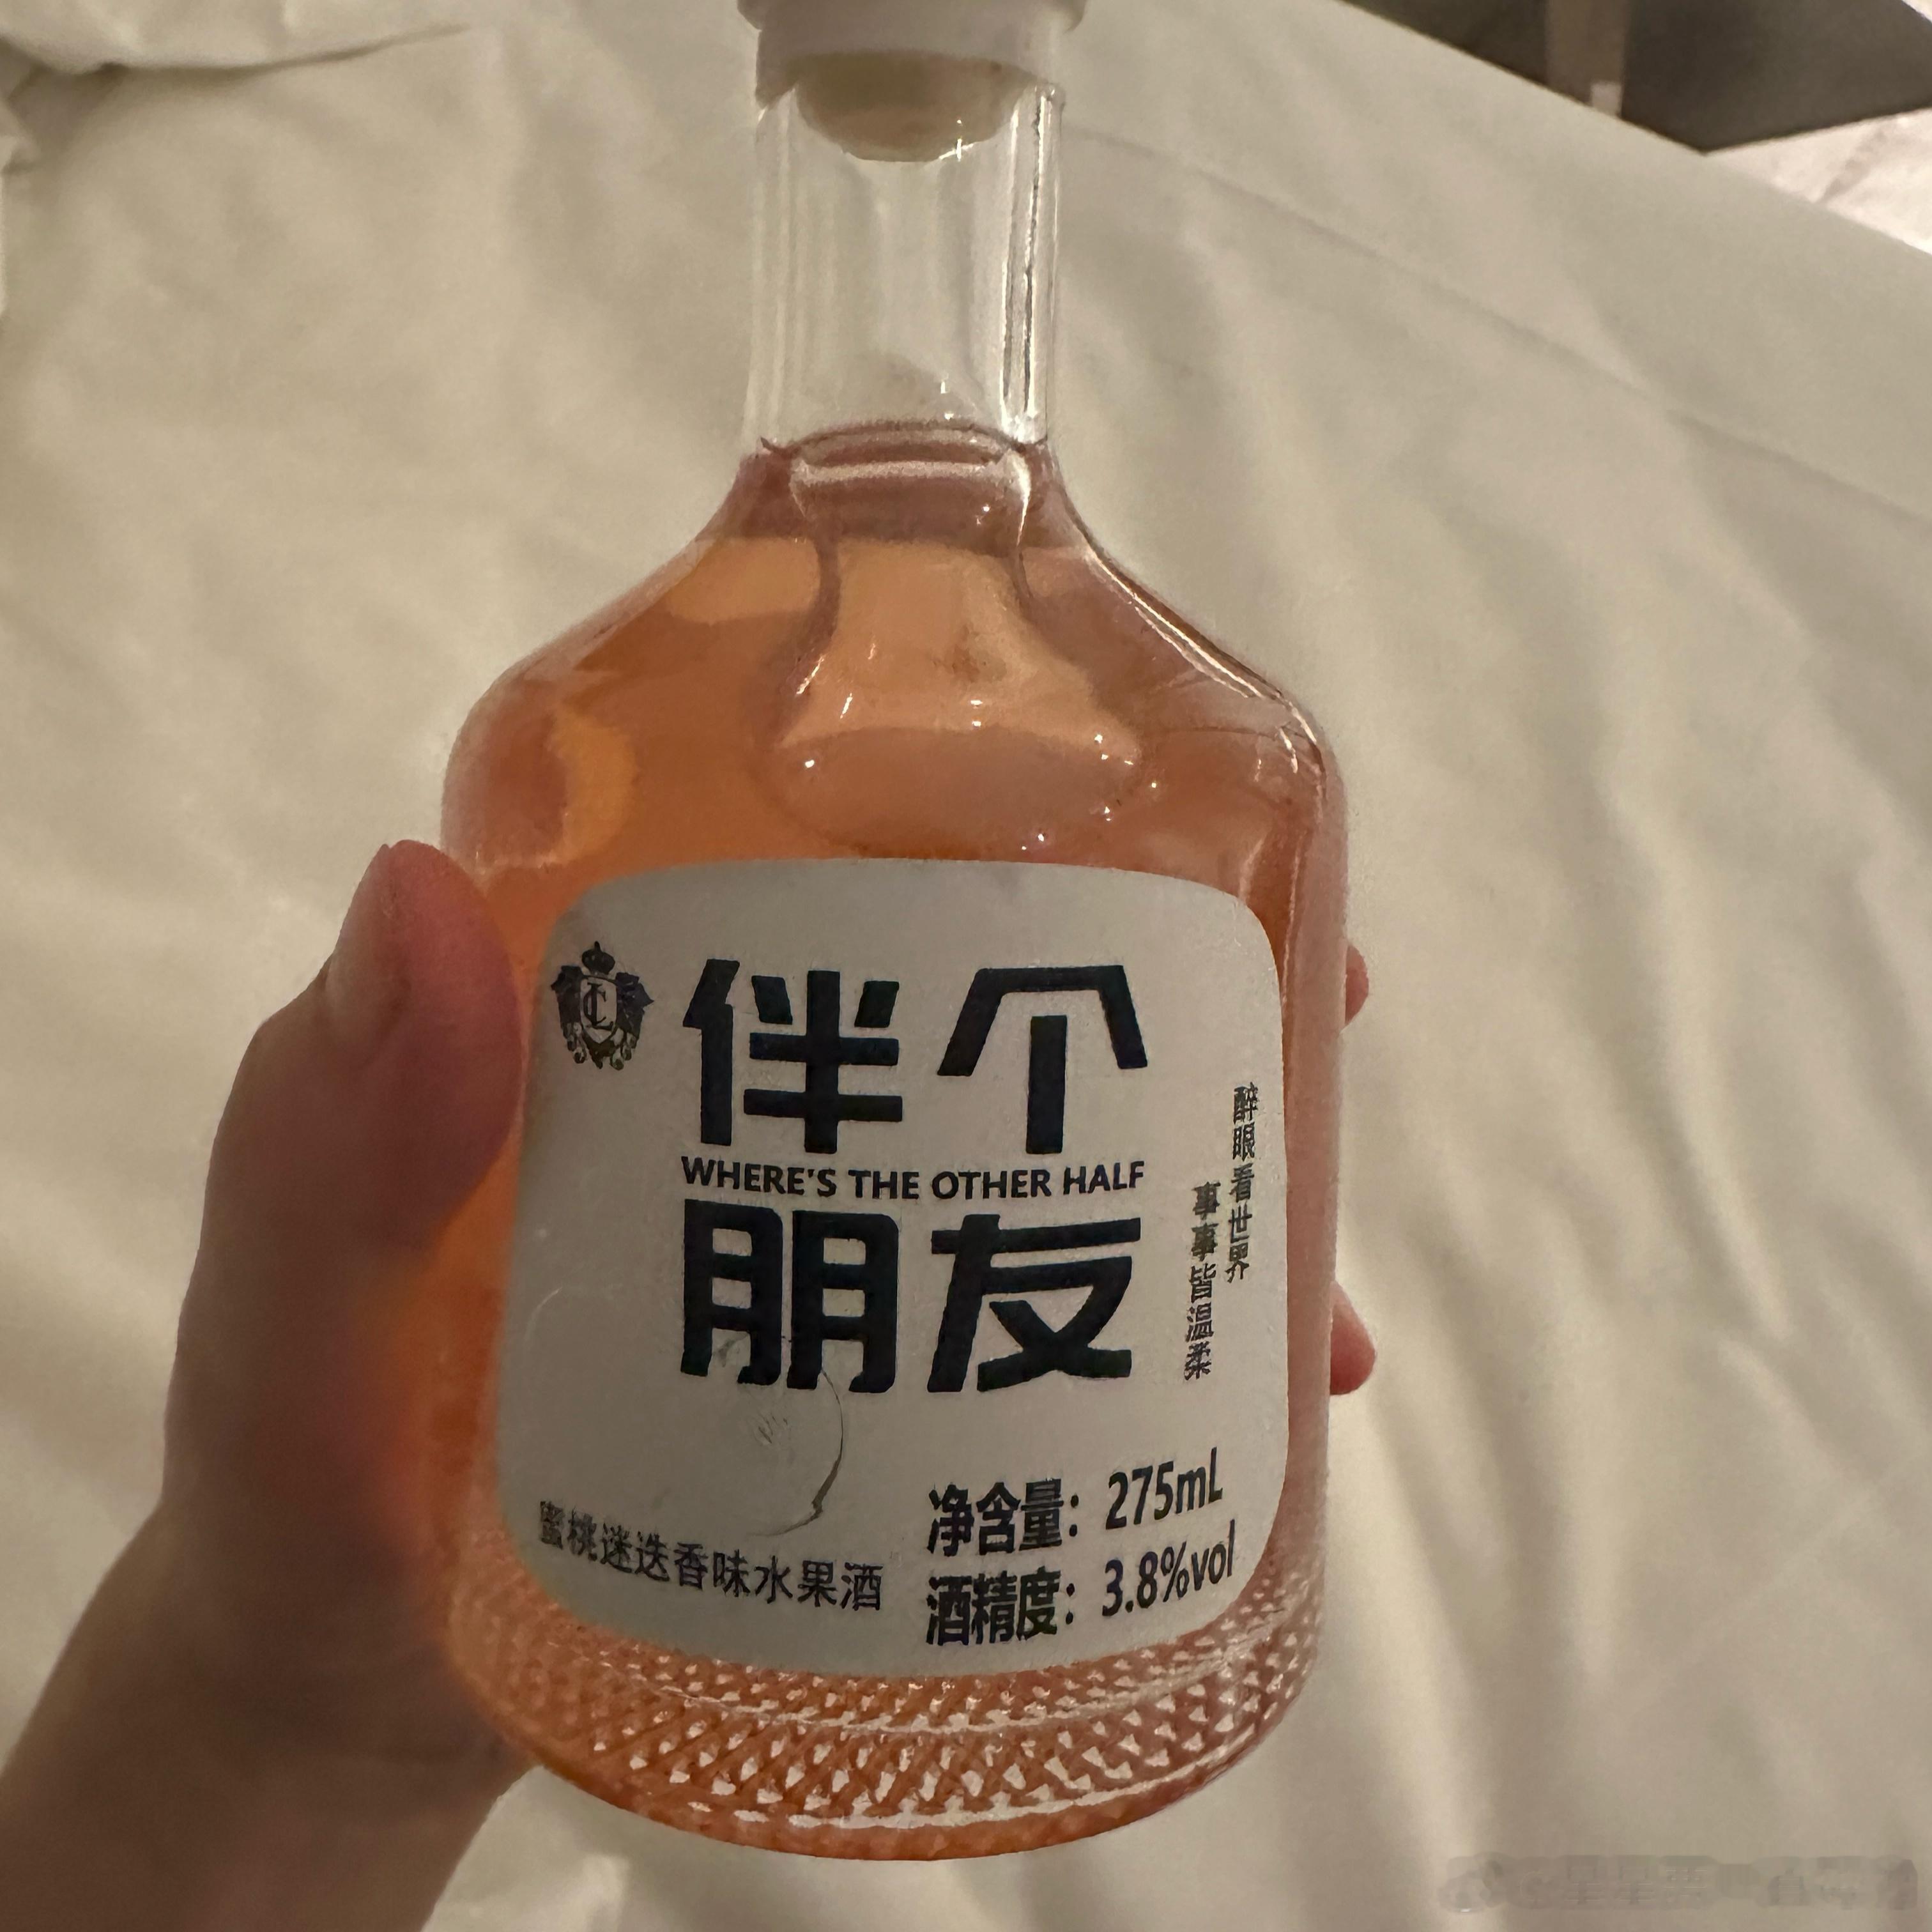 伴个
WHERE'S THE OTHER HALF
朋友
醉眼看世界
事事皆温柔
蜜桃迷迭香味水果酒
净含量：275mL
酒精度：3.8%vol